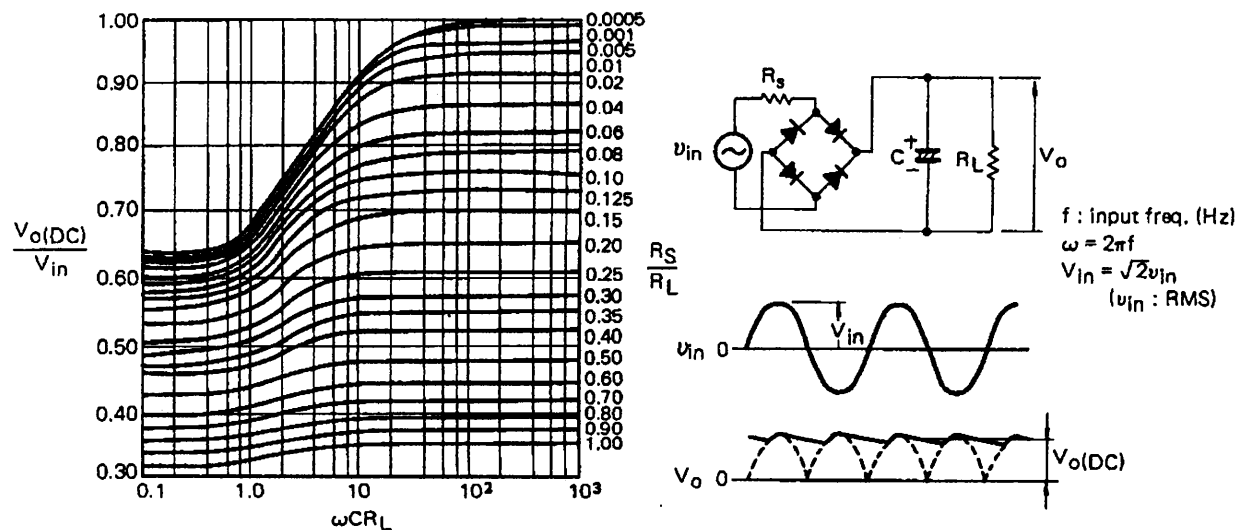 1.00
0.90
0.80
0.70
0.60
0.50
0.40
0.30
V₀(DC)
Vin
0.1
1.0
10
10²
10³
ωCRL
0.0005
0.001
0.005
0.01
0.02
0.04
0.06
0.08
0.10
0.125
0.15
0.20
0.25
0.30
0.35
0.40
0.50
0.60
0.70
0.80
0.90
1.00
RS
RL
Rs
υin
C
+
−
RL
Vo
f : input freq. (Hz)
ω = 2πf
Vin = √2υin
(υin : RMS)
υin 0
Vin
Vo 0
Vo(DC)